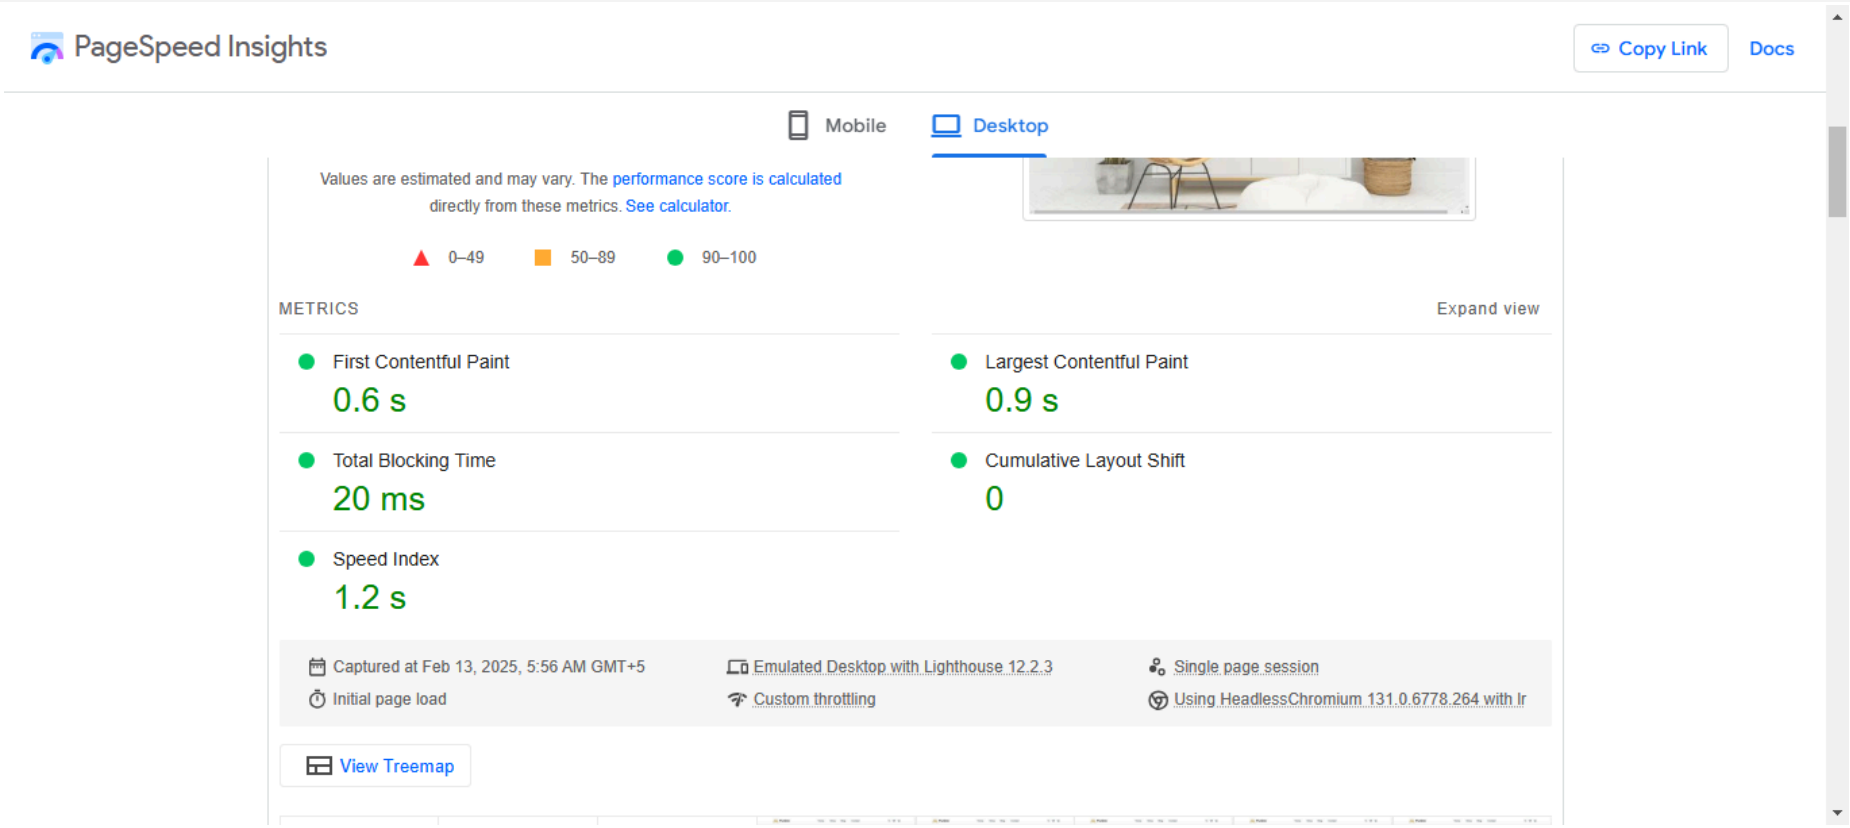 PageSpeed Insights
Copy Link
Docs
Mobile
Desktop
Values are estimated and may vary. The performance score is calculated
directly from these metrics. See calculator.
0–49
50–89
90–100
METRICS
Expand view
First Contentful Paint
0.6 s
Largest Contentful Paint
0.9 s
Total Blocking Time
20 ms
Cumulative Layout Shift
0
Speed Index
1.2 s
Captured at Feb 13, 2025, 5:56 AM GMT+5
Emulated Desktop with Lighthouse 12.2.3
Single page session
Initial page load
Custom throttling
Using HeadlessChromium 131.0.6778.264 with lr
View Treemap